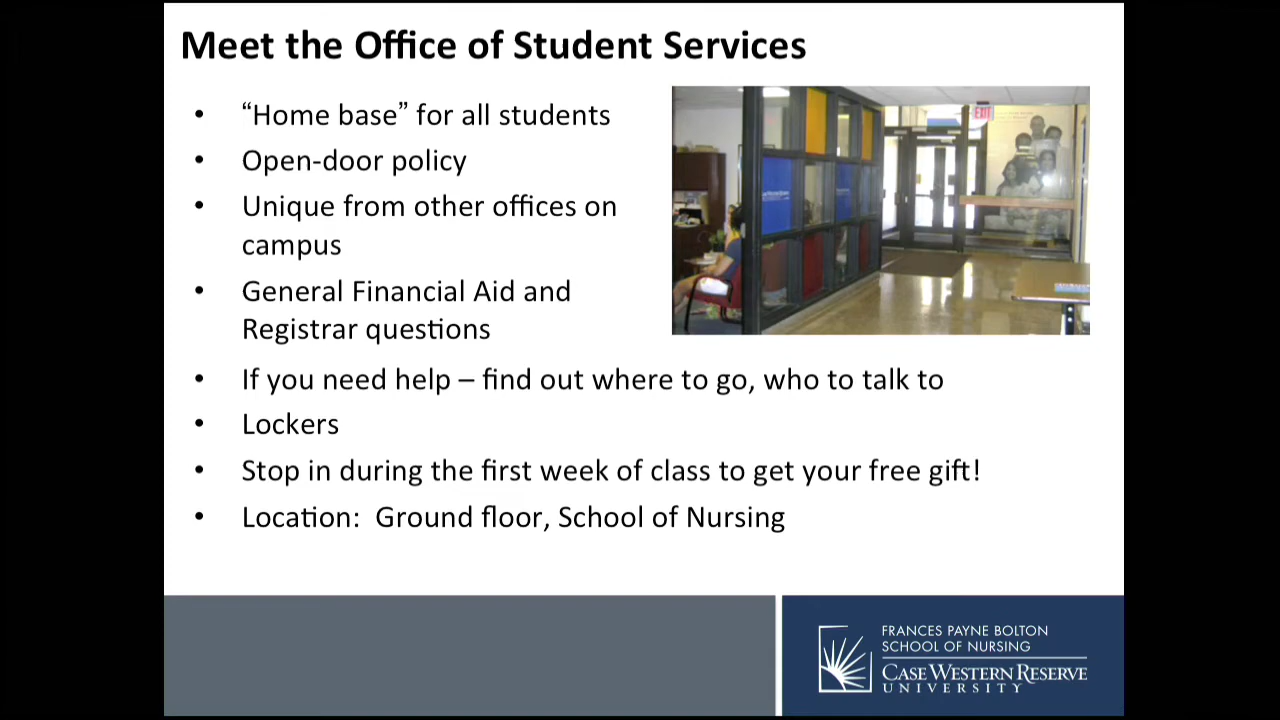 Meet the Office of Student Services
• “Home base” for all students
• Open-door policy
• Unique from other offices on
campus
• General Financial Aid and
Registrar questions
• If you need help – find out where to go, who to talk to
• Lockers
• Stop in during the first week of class to get your free gift!
• Location: Ground floor, School of Nursing
EXIT
FRANCES PAYNE BOLTON
SCHOOL OF NURSING
CASE WESTERN RESERVE
UNIVERSITY